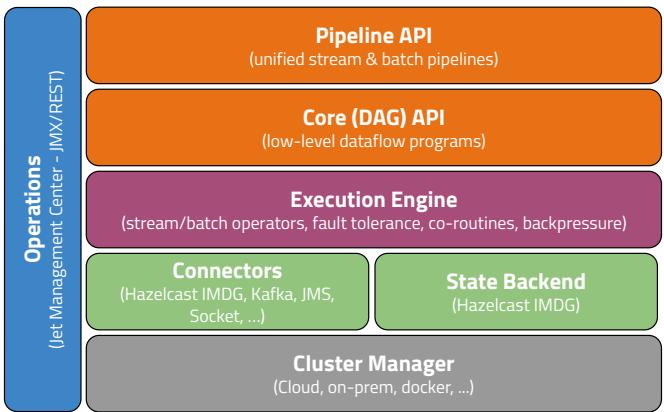 Operations
(Jet Management Center - JMX/REST)
Pipeline API
(unified stream & batch pipelines)
Core (DAG) API
(low-level dataflow programs)
Execution Engine
(stream/batch operators, fault tolerance, co-routines, backpressure)
Connectors
(Hazelcast IMDG, Kafka, JMS,
Socket, ...)
State Backend
(Hazelcast IMDG)
Cluster Manager
(Cloud, on-prem, docker, ...)